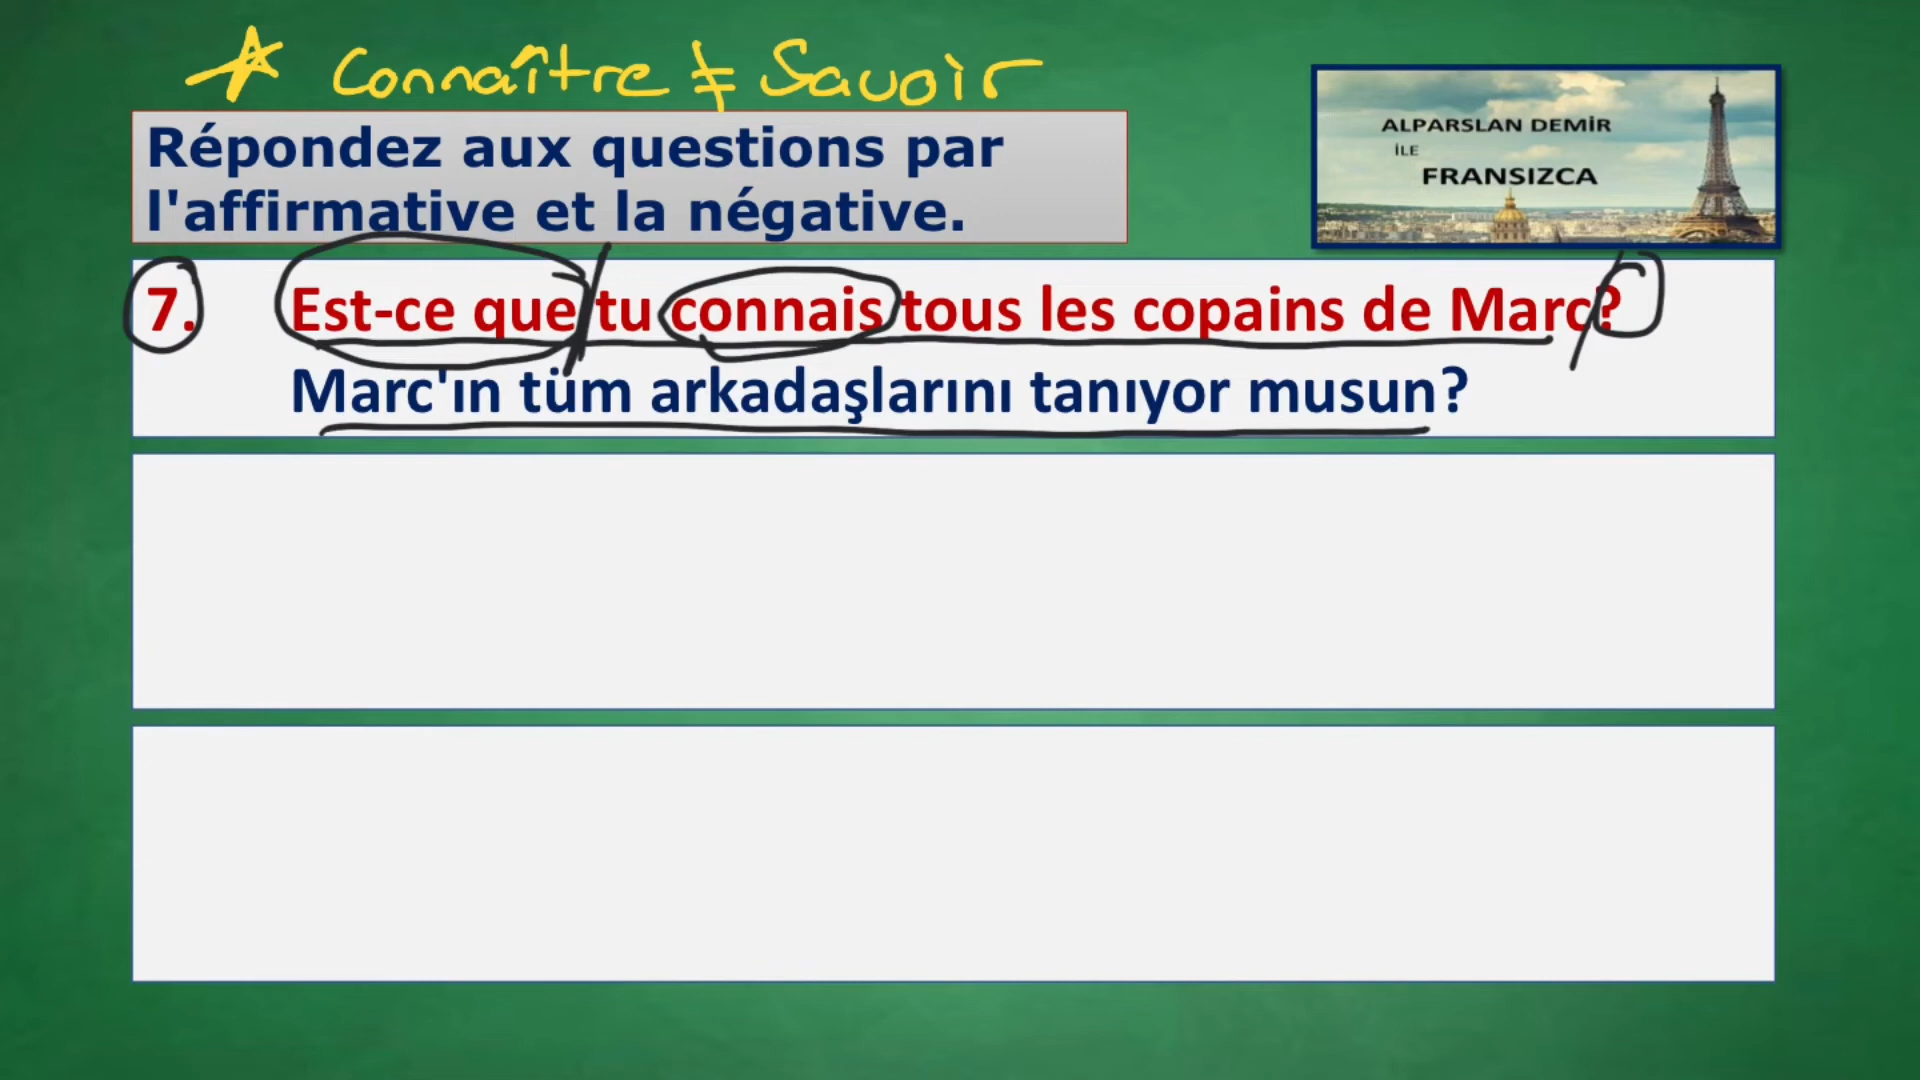 Connaître ≠ Savoir
Répondez aux questions par
l'affirmative et la négative.
ALPARSLAN DEMİR
İLE
FRANSIZCA
7. Est-ce que tu connais tous les copains de Marc?
Marc'ın tüm arkadaşlarını tanıyor musun?